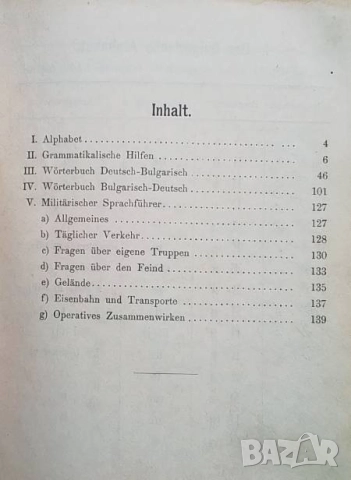 Inhalt.
I. Alphabet . . . . . . . . . . . . . . . . . . . . . . 4
II. Grammatikalische Hilfen . . . . . . . . . . . . . . . 6
III. Wörterbuch Deutsch-Bulgarisch . . . . . . . . . . . . 46
IV. Wörterbuch Bulgarisch-Deutsch . . . . . . . . . . . . 101
V. Militärischer Sprachführer . . . . . . . . . . . . . . 127
a) Allgemeines . . . . . . . . . . . . . . . . . . 127
b) Täglicher Verkehr . . . . . . . . . . . . . . . 128
c) Fragen über eigene Truppen . . . . . . . . . . 130
d) Fragen über den Feind . . . . . . . . . . . . . 133
e) Gelände . . . . . . . . . . . . . . . . . . . . 135
f) Eisenbahn und Transporte . . . . . . . . . . . 137
g) Operatives Zusammenwirken . . . . . . . . . . . 139
BAZAR